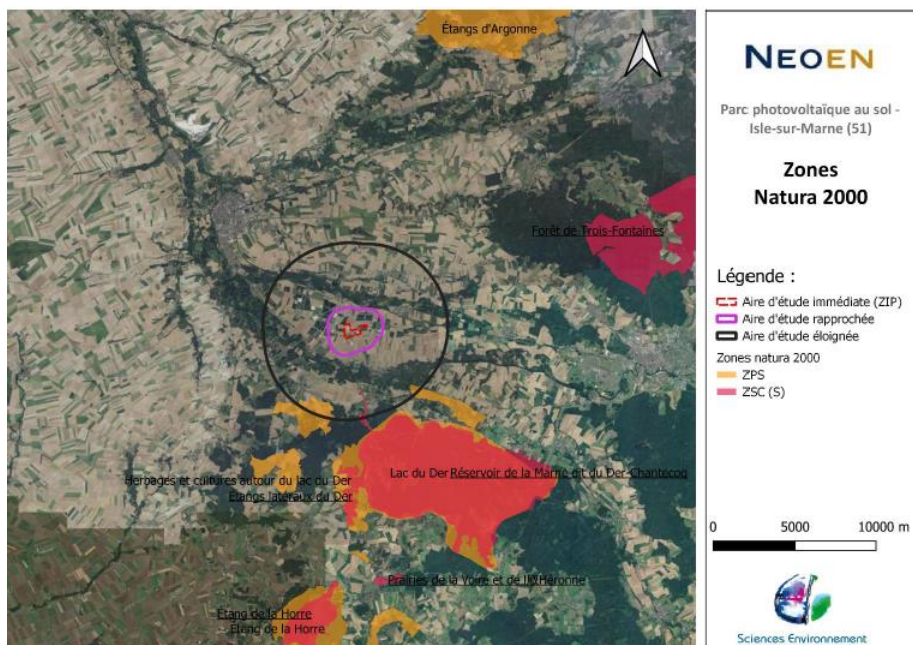 Étangs d'Argonne
Forêt de Trois-Fontaines
Lac du Der Réservoir de la Marne dit du Der-Chantecoq
Herbages et cultures autour du lac du Der
Étangs latéraux du Der
Prairies de la Voire et de l'Héronne
Étang de la Horre
Etang de la Horre
NEOEN
Parc photovoltaïque au sol -
Isle-sur-Marne (51)
Zones
Natura 2000
Légende :
Aire d'étude immédiate (ZIP)
Aire d'étude rapprochée
Aire d'étude éloignée
Zones natura 2000
ZPS
ZSC (S)
0 5000 10000 m
Sciences Environnement